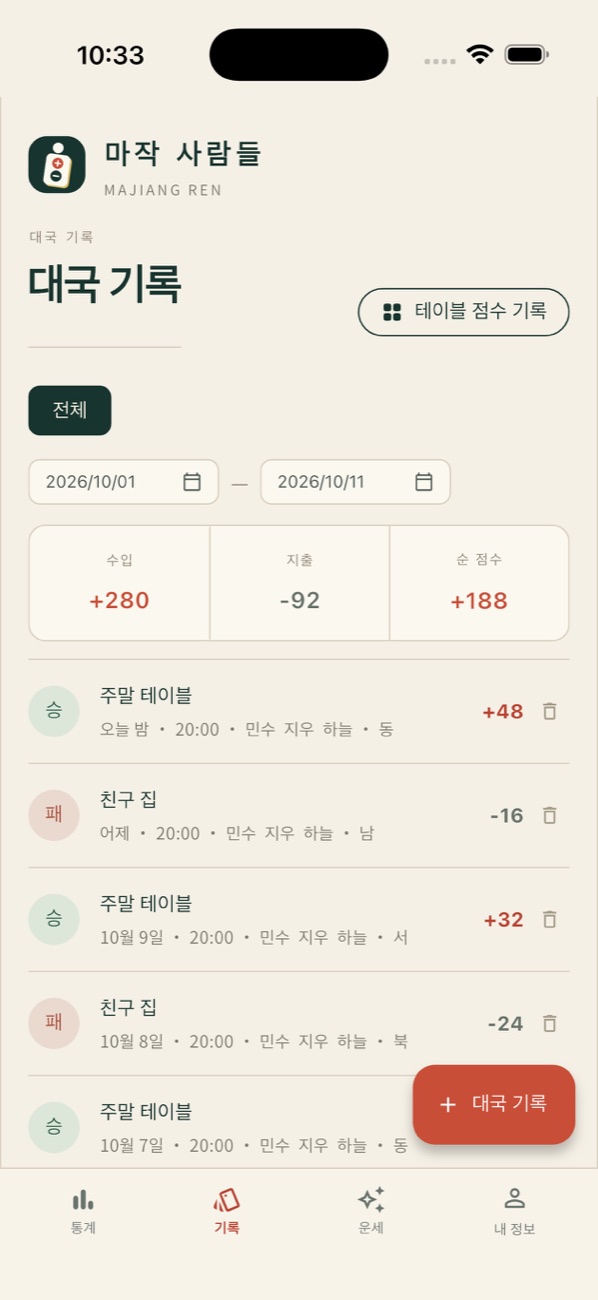 10:33
마작 사람들
MAJIANG REN
대국 기록
대국 기록
테이블 점수 기록
전체
2026/10/01 — 2026/10/11
수입 지출 순 점수
+280 -92 +188
승 주말 테이블 +48
오늘 밤 • 20:00 • 민수 지우 하늘 • 동
패 친구 집 -16
어제 • 20:00 • 민수 지우 하늘 • 남
승 주말 테이블 +32
10월 9일 • 20:00 • 민수 지우 하늘 • 서
패 친구 집 -24
10월 8일 • 20:00 • 민수 지우 하늘 • 북
승 주말 테이블
10월 7일 • 20:00 • 민수 지우 하늘 • 동
+ 대국 기록
통계 기록 운세 내 정보